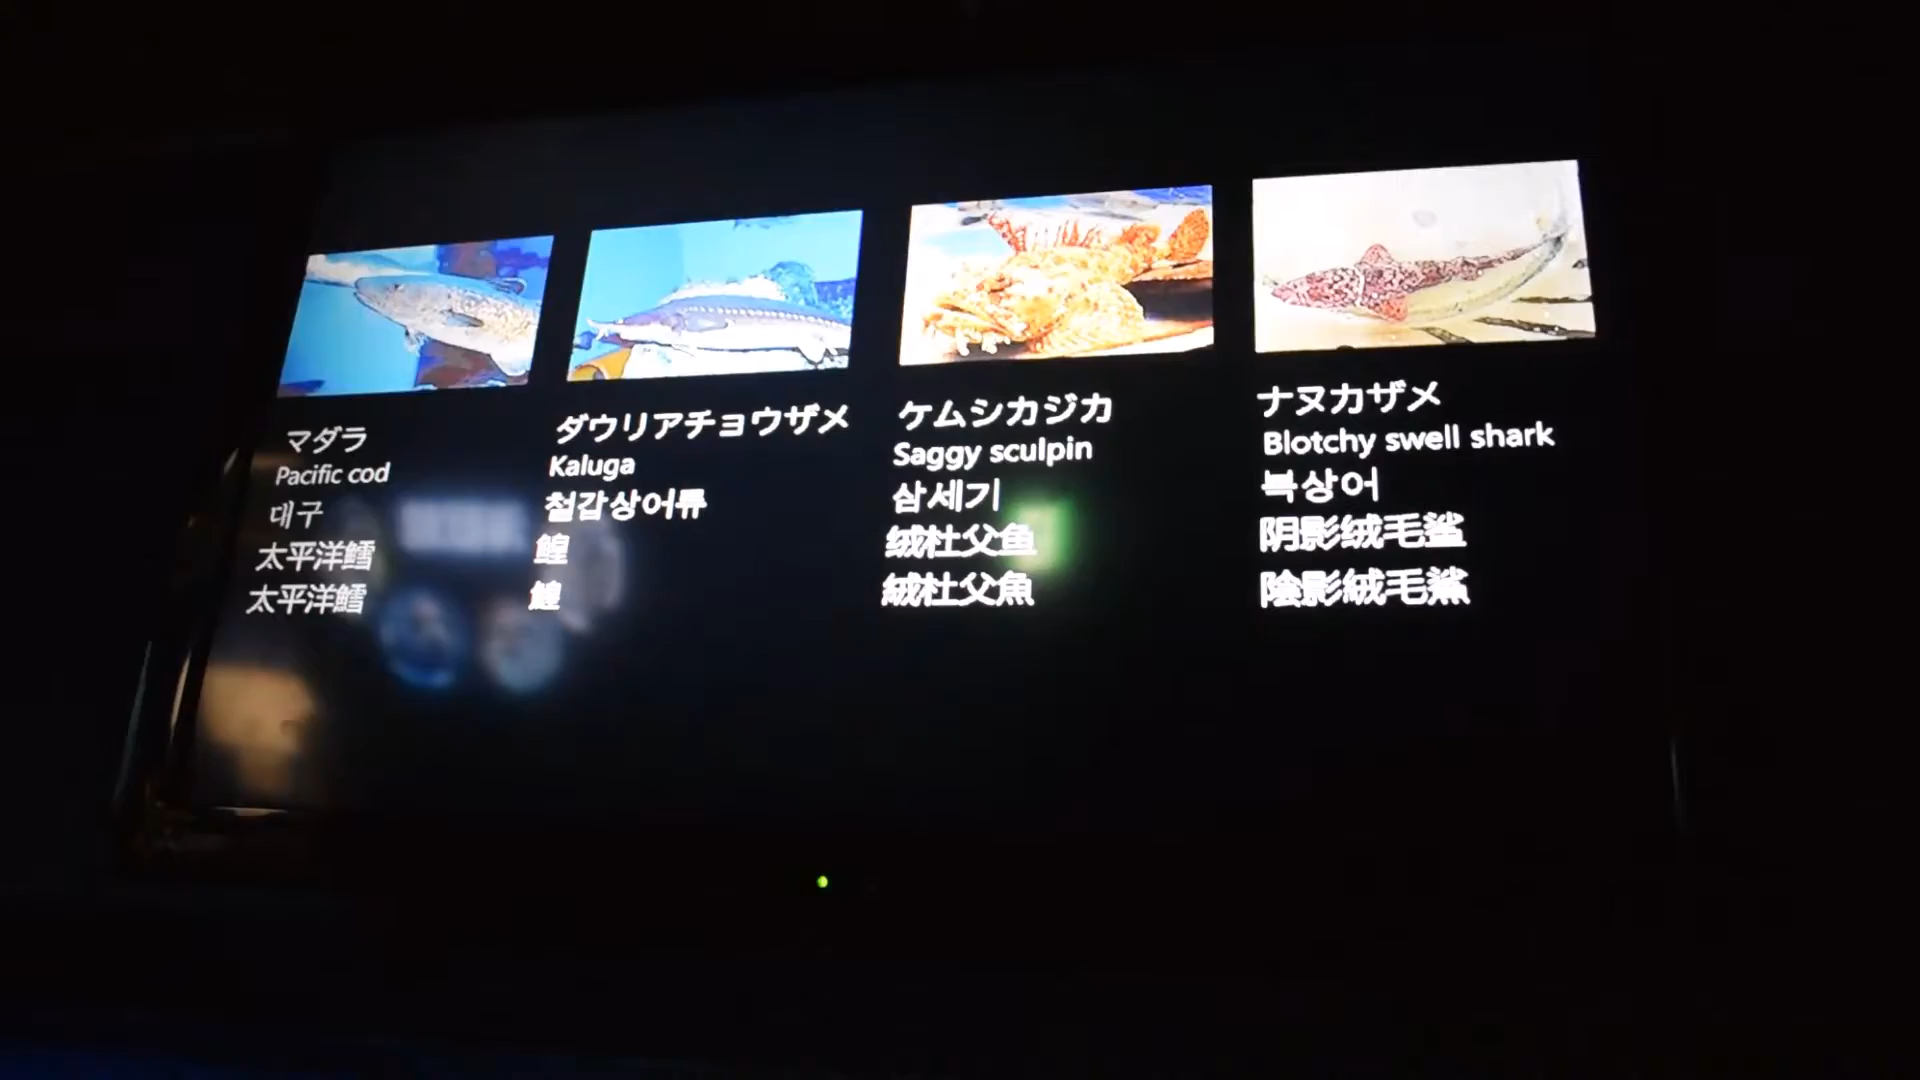 マダラ
Pacific cod
대구
太平洋鳕
太平洋鱈
ダウリアチョウザメ
Kaluga
철갑상어류
鳇
鰉
ケムシカジカ
Saggy sculpin
삼세기
绒杜父鱼
絨杜父魚
ナヌカザメ
Blotchy swell shark
복상어
阴影绒毛鲨
陰影絨毛鯊